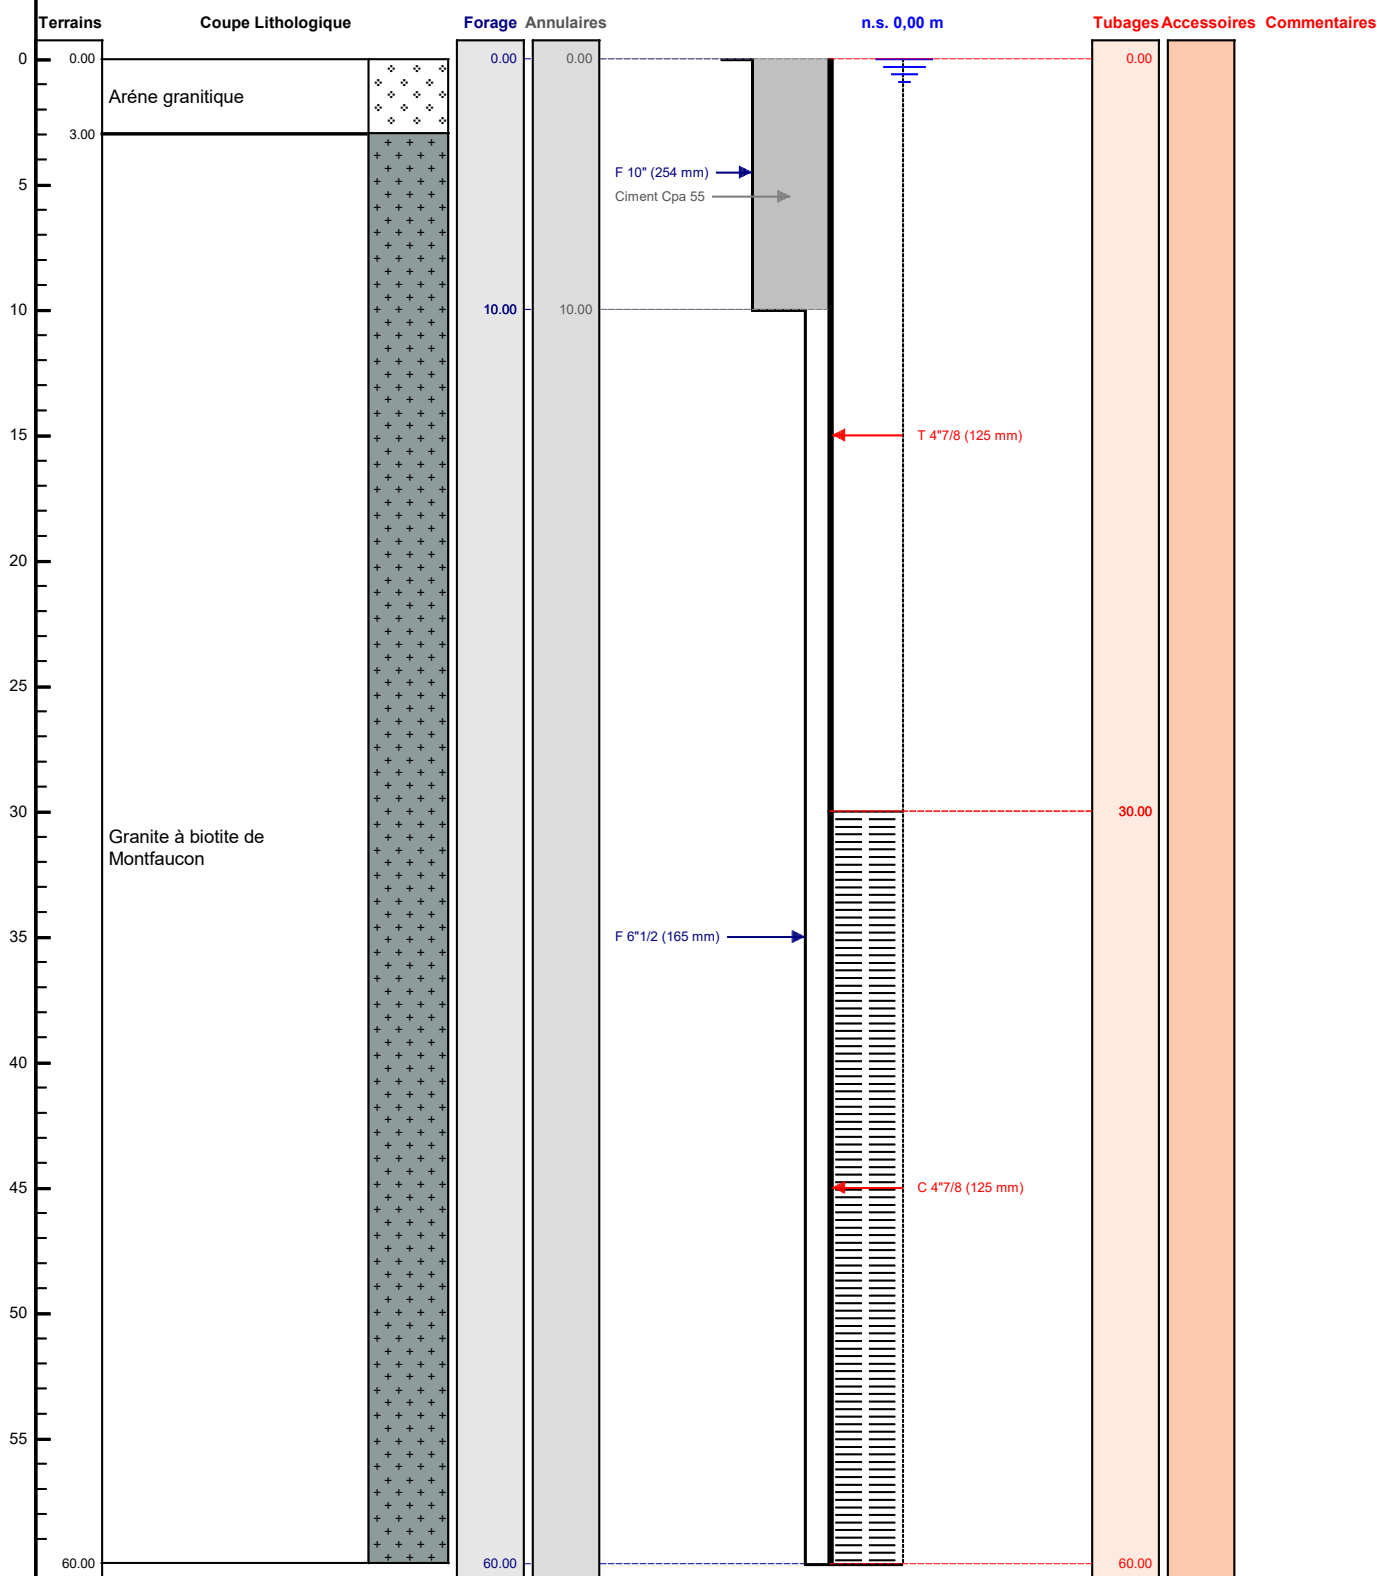 Terrains Coupe Lithologique Forage Annulaires n.s. 0,00 m Tubages Accessoires Commentaires
0 0.00 0.00 0.00 0.00
Aréne granitique
3.00
F 10" (254 mm)
5
Ciment Cpa 55
10 10.00 10.00
15 T 4"7/8 (125 mm)
20
25
30 30.00
Granite à biotite de
Montfaucon
35 F 6"1/2 (165 mm)
40
45 C 4"7/8 (125 mm)
50
55
60.00 60.00 60.00